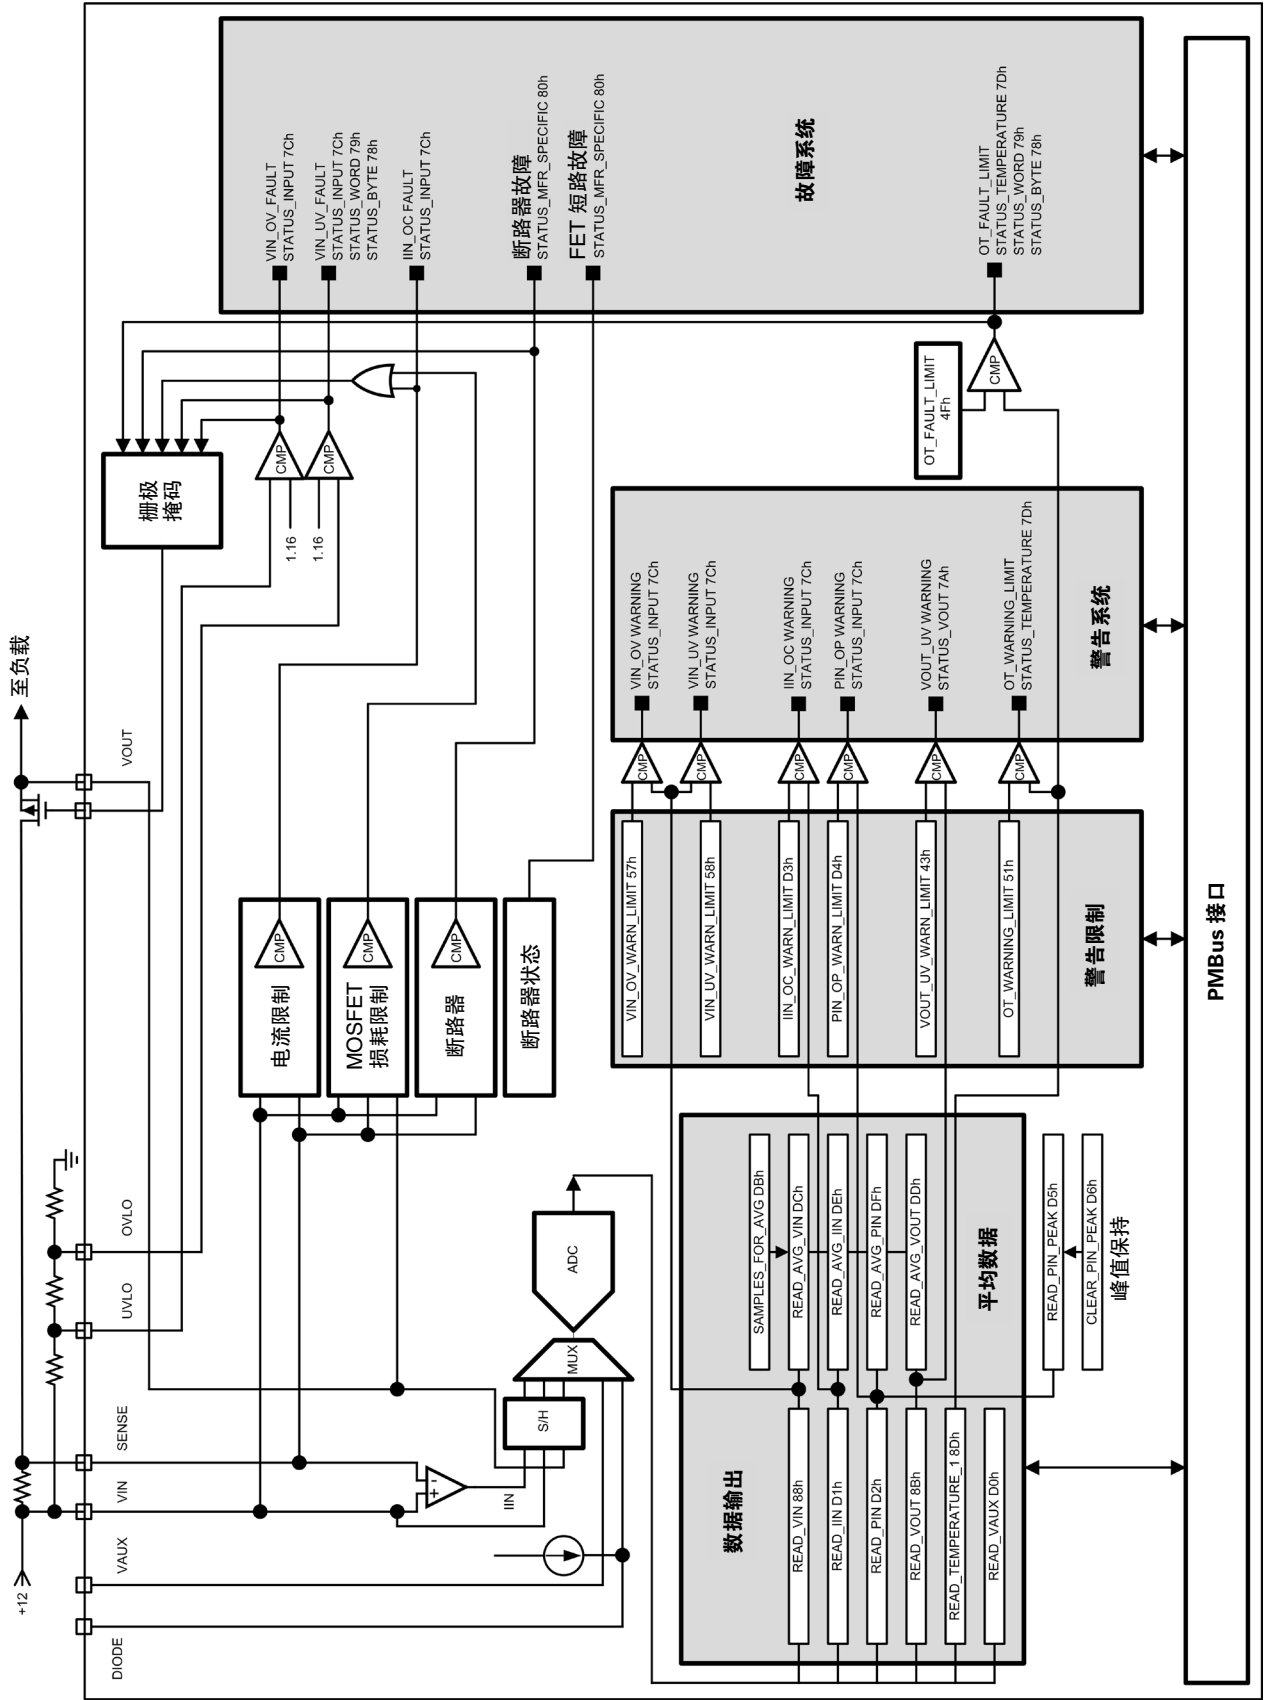 +12
至负载
DIODE
VAUX
VIN
SENSE
UVLO
OVLO
VOUT
栅极
掩码
1.16
1.16
CMP
CMP
VIN_OV_FAULT
STATUS_INPUT 7Ch
VIN_UV_FAULT
STATUS_INPUT 7Ch
STATUS_WORD 79h
STATUS_BYTE 78h
IIN_OC FAULT
STATUS_INPUT 7Ch
断路器故障
STATUS_MFR_SPECIFIC 80h
FET 短路故障
STATUS_MFR_SPECIFIC 80h
故障系统
OT_FAULT_LIMIT
STATUS_TEMPERATURE 7Dh
STATUS_WORD 79h
STATUS_BYTE 78h
电流限制
CMP
MOSFET
损耗限制
CMP
断路器
CMP
断路器状态
+
-
IIN
S/H
MUX
ADC
OT_FAULT_LIMIT
4Fh
CMP
数据输出
READ_VIN 88h
READ_IIN D1h
READ_PIN D2h
READ_VOUT 8Bh
READ_TEMPERATURE_1 8Dh
READ_VAUX D0h
SAMPLES_FOR_AVG DBh
READ_AVG_VIN DCh
READ_AVG_IIN DEh
READ_AVG_PIN DFh
READ_AVG_VOUT DDh
平均数据
READ_PIN_PEAK D5h
CLEAR_PIN_PEAK D6h
峰值保持
VIN_OV_WARN_LIMIT 57h
VIN_UV_WARN_LIMIT 58h
IIN_OC_WARN_LIMIT D3h
PIN_OP_WARN_LIMIT D4h
VOUT_UV_WARN_LIMIT 43h
OT_WARNING_LIMIT 51h
警告限制
CMP
CMP
CMP
CMP
CMP
CMP
VIN_OV WARNING
STATUS_INPUT 7Ch
VIN_UV WARNING
STATUS_INPUT 7Ch
IIN_OC WARNING
STATUS_INPUT 7Ch
PIN_OP WARNING
STATUS_INPUT 7Ch
VOUT_UV WARNING
STATUS_VOUT 7Ah
OT_WARNING_LIMIT
STATUS_TEMPERATURE 7Dh
警告系统
PMBus 接口